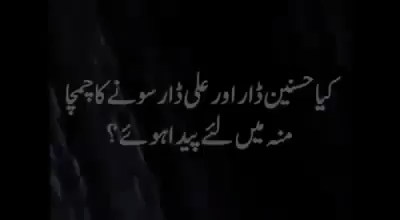 کیا حسنین ڈار اور علی ڈار سونے کا چمچا
منہ میں لئے پیدا ہوئے؟